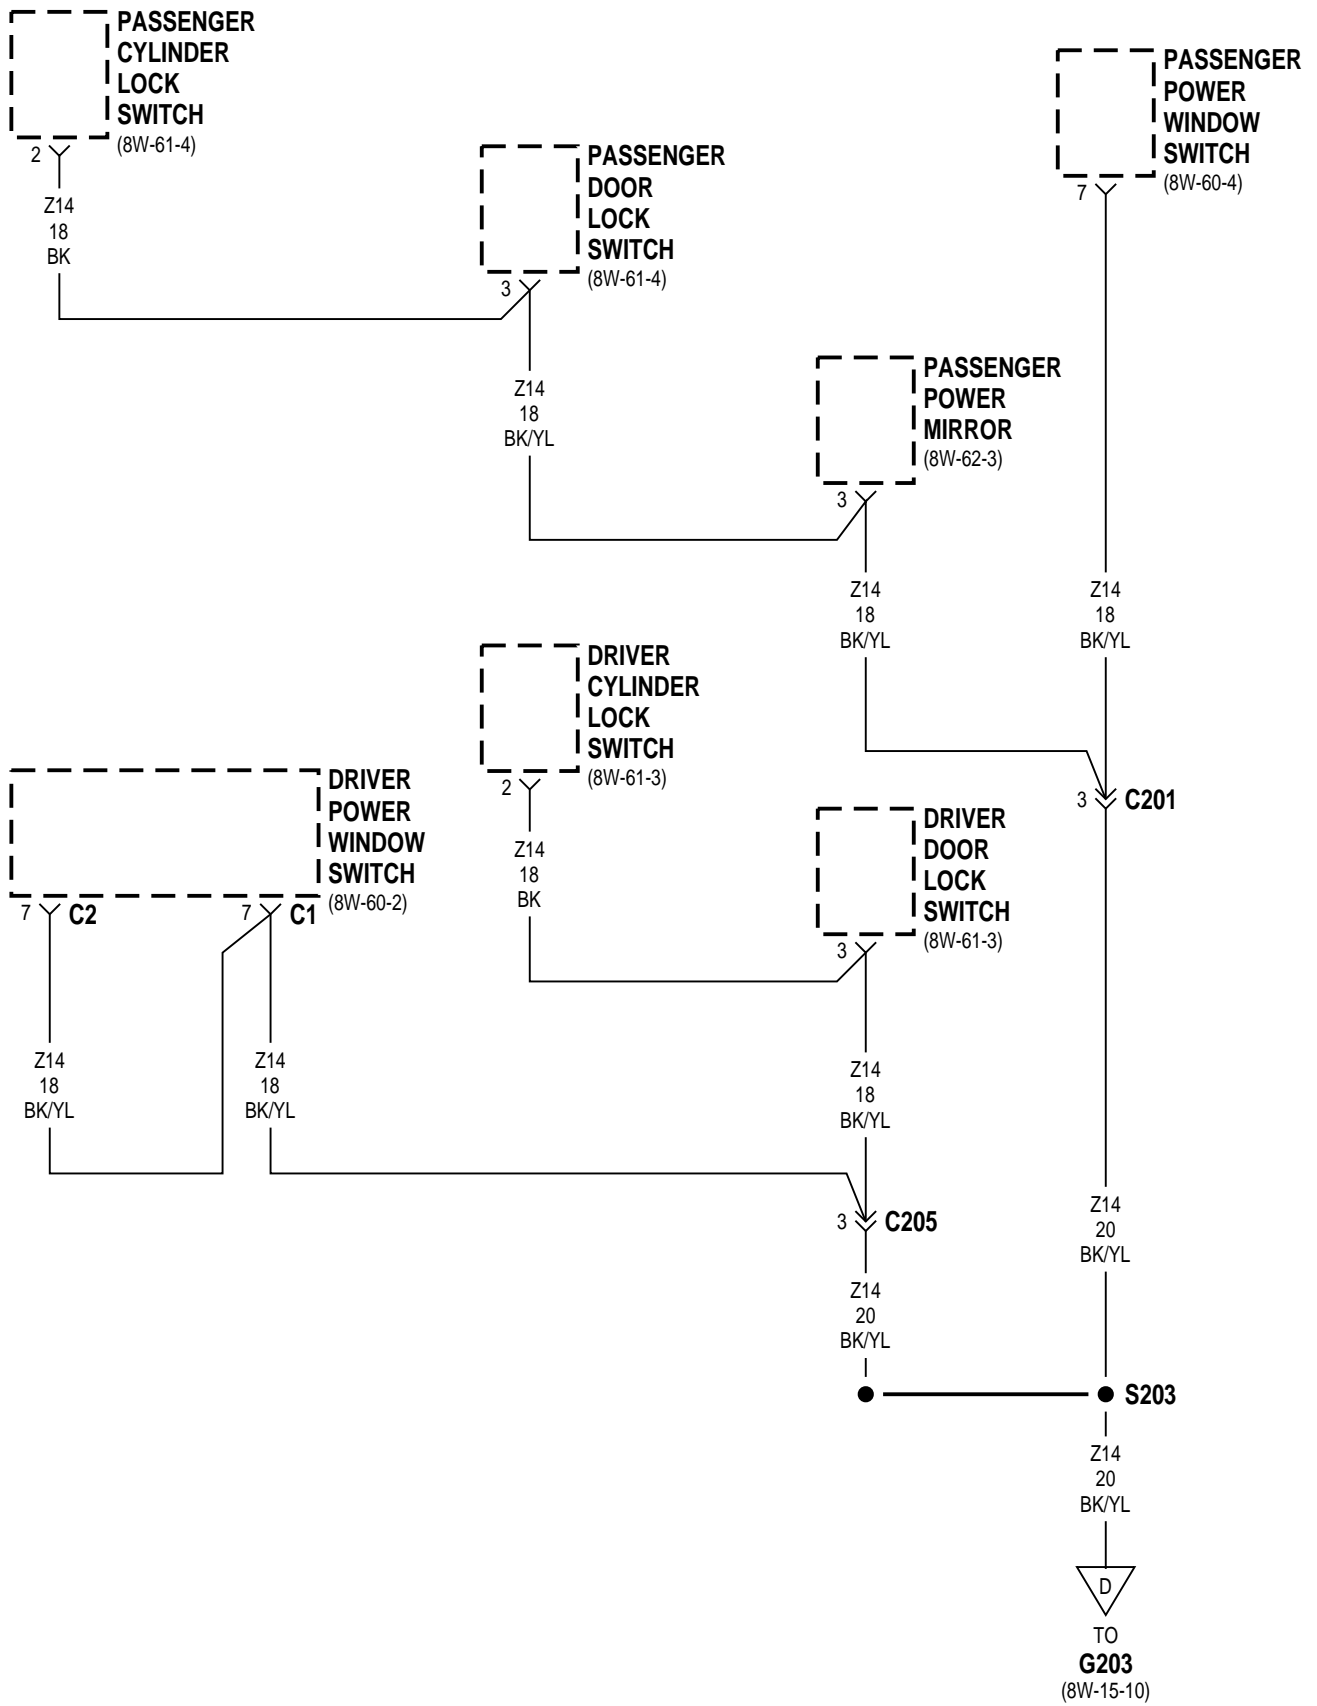 PASSENGER
CYLINDER
LOCK
SWITCH
(8W-61-4)
2
Z14
18
BK
PASSENGER
DOOR
LOCK
SWITCH
(8W-61-4)
3
Z14
18
BK/YL
PASSENGER
POWER
WINDOW
SWITCH
(8W-60-4)
7
Z14
18
BK/YL
PASSENGER
POWER
MIRROR
(8W-62-3)
3
Z14
18
BK/YL
3 C201
DRIVER
CYLINDER
LOCK
SWITCH
(8W-61-3)
2
Z14
18
BK
DRIVER
POWER
WINDOW
SWITCH
(8W-60-2)
7 C2
7 C1
Z14
18
BK/YL
Z14
18
BK/YL
DRIVER
DOOR
LOCK
SWITCH
(8W-61-3)
3
Z14
18
BK/YL
3 C205
Z14
20
BK/YL
Z14
20
BK/YL
S203
Z14
20
BK/YL
D
TO
G203
(8W-15-10)